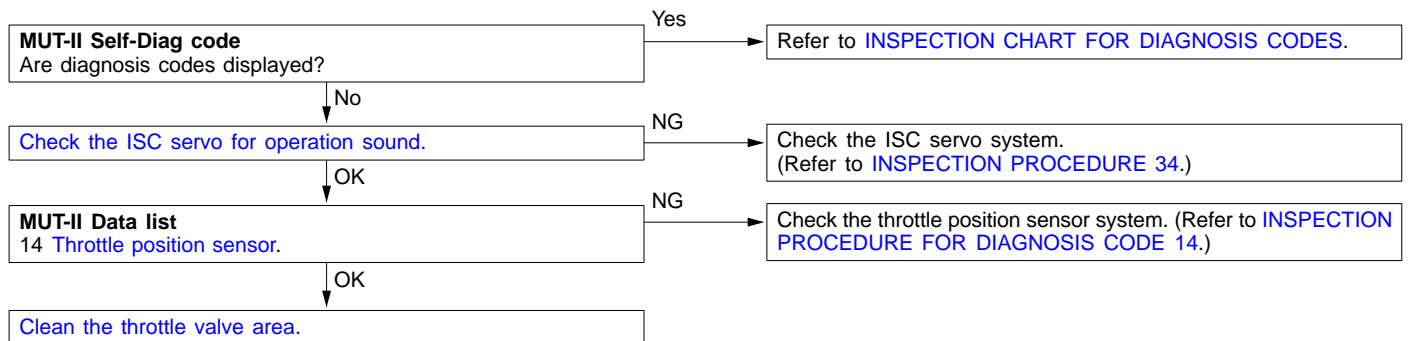 MUT-II Self-Diag code
Are diagnosis codes displayed?
Yes
Refer to INSPECTION CHART FOR DIAGNOSIS CODES.
No
Check the ISC servo for operation sound.
NG
Check the ISC servo system.
(Refer to INSPECTION PROCEDURE 34.)
OK
MUT-II Data list
14 Throttle position sensor.
NG
Check the throttle position sensor system. (Refer to INSPECTION
PROCEDURE FOR DIAGNOSIS CODE 14.)
OK
Clean the throttle valve area.